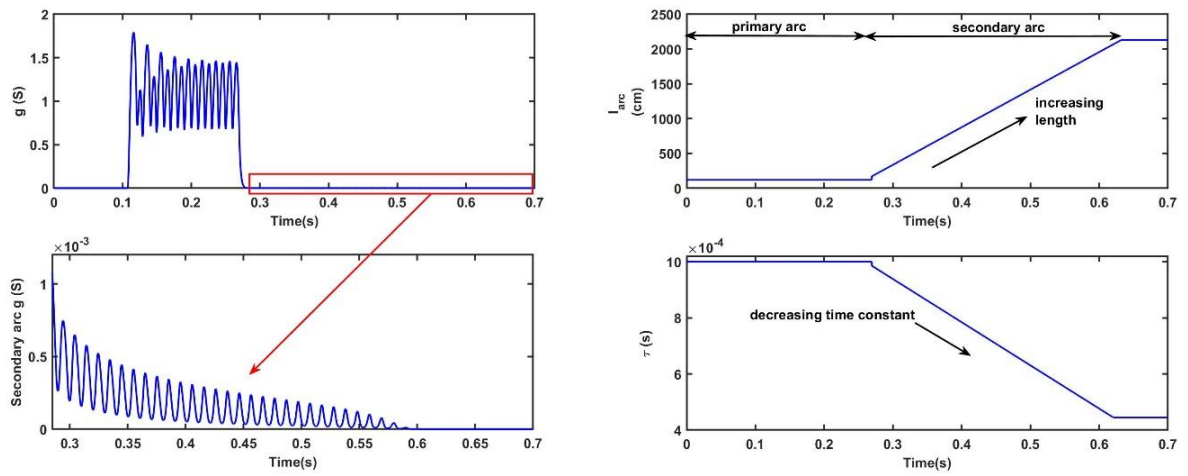 2
1.5
1
0.5
0
g (S)
0 0.1 0.2 0.3 0.4 0.5 0.6 0.7
Time(s)
×10⁻³
1
0.5
0
Secondary arc g (S)
0.3 0.35 0.4 0.45 0.5 0.55 0.6 0.65 0.7
Time(s)
2500
2000
1500
1000
500
0
l_arc
(cm)
primary arc
secondary arc
increasing
length
0 0.1 0.2 0.3 0.4 0.5 0.6 0.7
Time(s)
×10⁻⁴
10
8
6
4
τ (s)
decreasing time constant
0 0.1 0.2 0.3 0.4 0.5 0.6 0.7
Time(s)